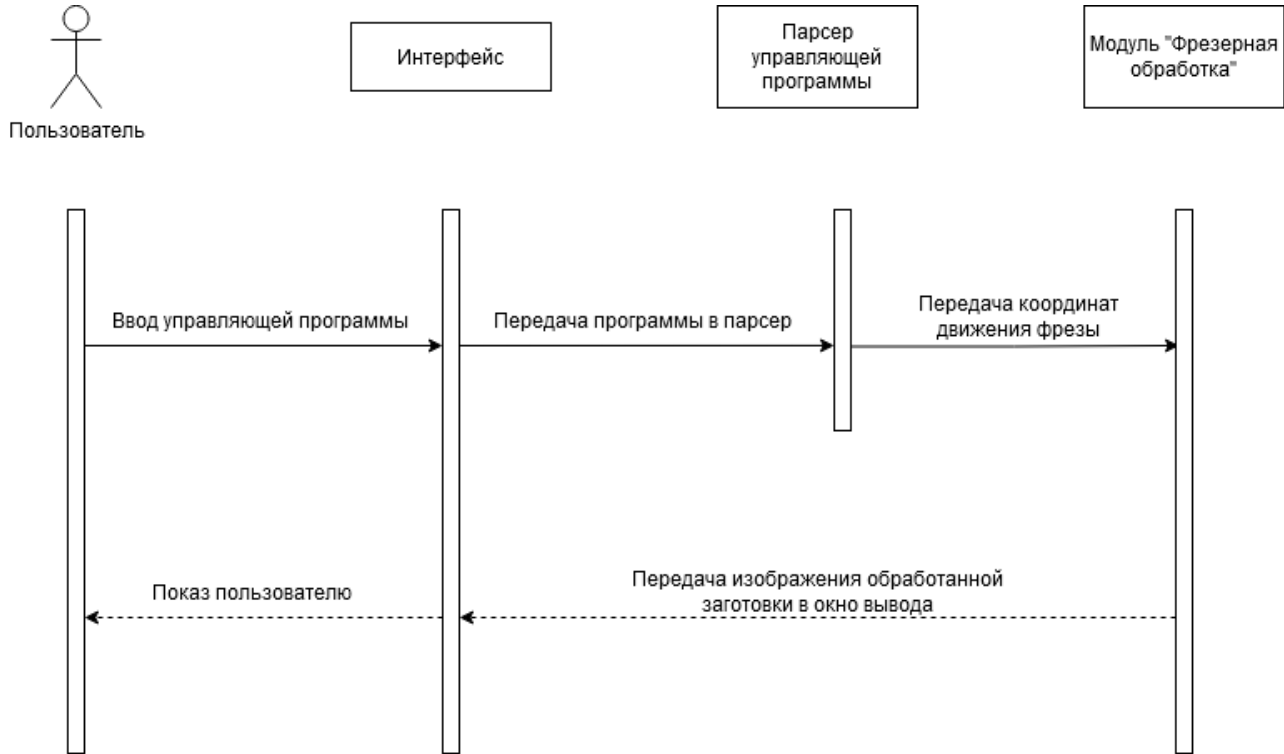 Пользователь
Интерфейс
Парсер
управляющей
программы
Модуль "Фрезерная
обработка"
Ввод управляющей программы
Передача программы в парсер
Передача координат
движения фрезы
Показ пользователю
Передача изображения обработанной
заготовки в окно вывода